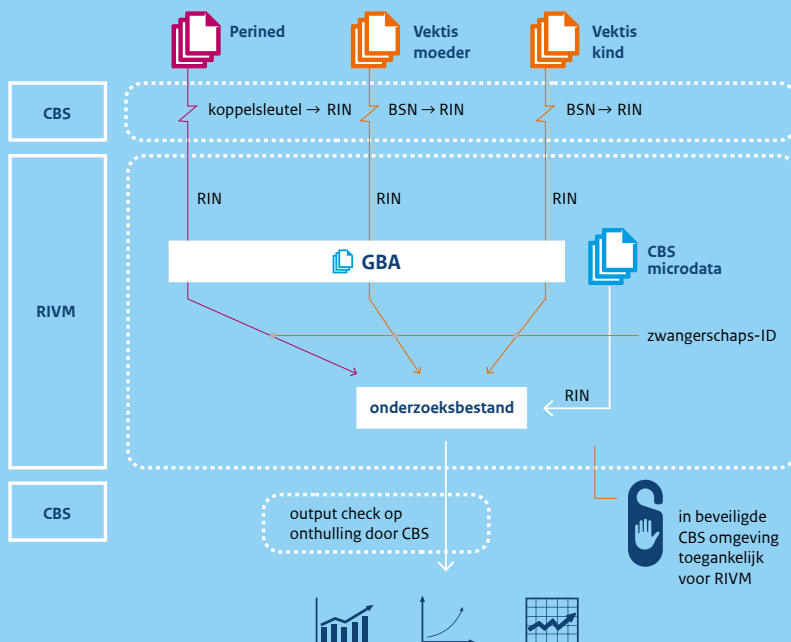 Perined
Vektis
moeder
Vektis
kind
CBS
koppelsleutel → RIN
BSN → RIN
BSN → RIN
RIVM
RIN
RIN
RIN
GBA
CBS
microdata
zwangerschaps-ID
RIN
onderzoeksbestand
CBS
output check op
onthulling door CBS
in beveiligde
CBS omgeving
toegankelijk
voor RIVM